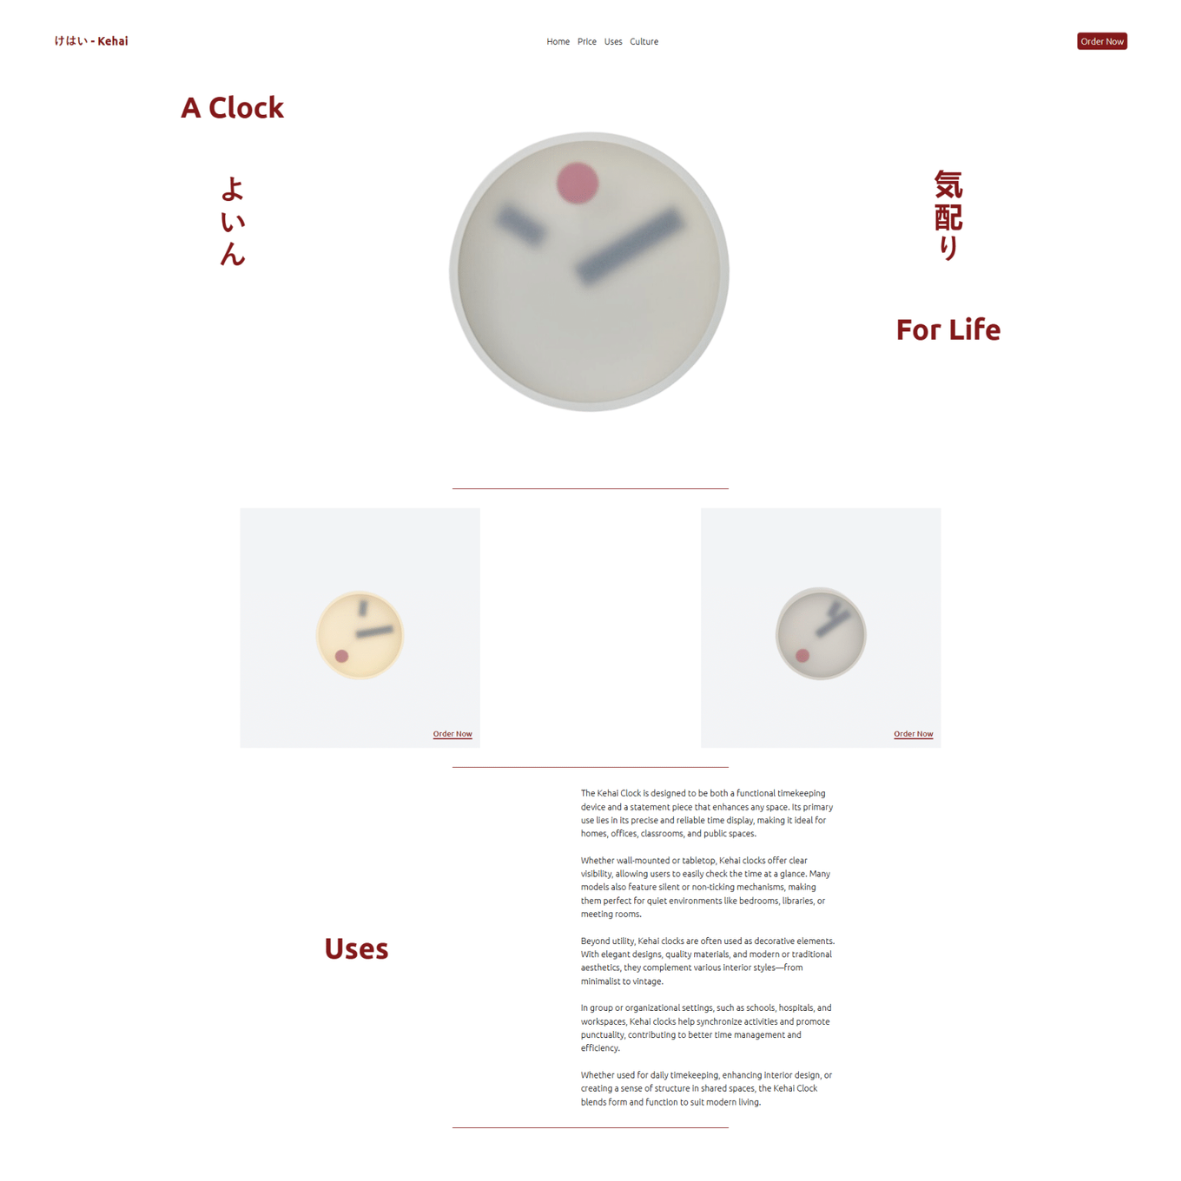 けはい - Kehai
Home Price Uses Culture
Order Now
A Clock
よいん
気配り
For Life
Order Now
Order Now
Uses
The Kehai Clock is designed to be both a functional timekeeping
device and a statement piece that enhances any space. Its primary
use lies in its precise and reliable time display, making it ideal for
homes, offices, classrooms, and public spaces.
Whether wall-mounted or tabletop, Kehai clocks offer clear
visibility, allowing users to easily check the time at a glance. Many
models also feature silent or non-ticking mechanisms, making
them perfect for quiet environments like bedrooms, libraries, or
meeting rooms.
Beyond utility, Kehai clocks are often used as decorative elements.
With elegant designs, quality materials, and modern or traditional
aesthetics, they complement various interior styles—from
minimalist to vintage.
In group or organizational settings, such as schools, hospitals, and
workspaces, Kehai clocks help synchronize activities and promote
punctuality, contributing to better time management and
efficiency.
Whether used for daily timekeeping, enhancing interior design, or
creating a sense of structure in shared spaces, the Kehai Clock
blends form and function to suit modern living.